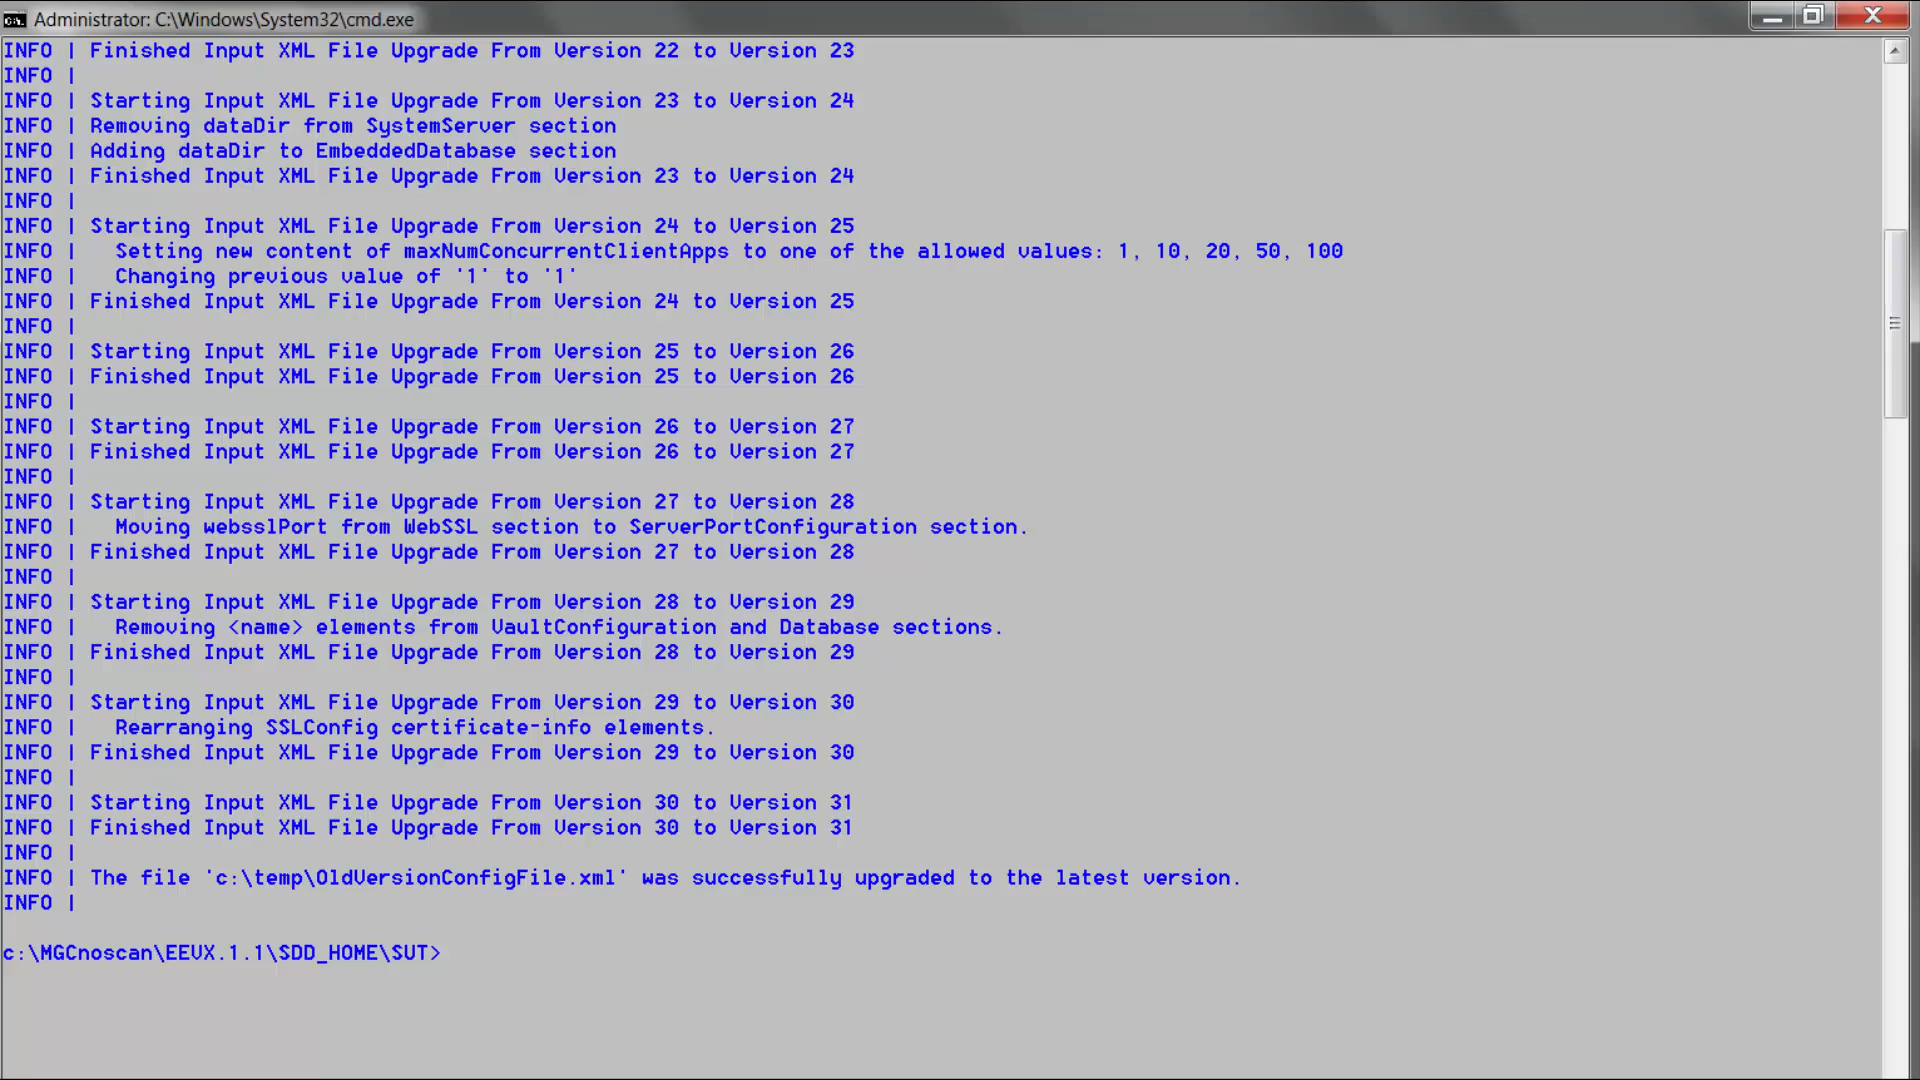 Administrator: C:\Windows\System32\cmd.exe
INFO | Finished Input XML File Upgrade From Version 22 to Version 23
INFO |
INFO | Starting Input XML File Upgrade From Version 23 to Version 24
INFO | Removing dataDir from SystemServer section
INFO | Adding dataDir to EmbeddedDatabase section
INFO | Finished Input XML File Upgrade From Version 23 to Version 24
INFO |
INFO | Starting Input XML File Upgrade From Version 24 to Version 25
INFO |   Setting new content of maxNumConcurrentClientApps to one of the allowed values: 1, 10, 20, 50, 100
INFO |   Changing previous value of '1' to '1'
INFO | Finished Input XML File Upgrade From Version 24 to Version 25
INFO |
INFO | Starting Input XML File Upgrade From Version 25 to Version 26
INFO | Finished Input XML File Upgrade From Version 25 to Version 26
INFO |
INFO | Starting Input XML File Upgrade From Version 26 to Version 27
INFO | Finished Input XML File Upgrade From Version 26 to Version 27
INFO |
INFO | Starting Input XML File Upgrade From Version 27 to Version 28
INFO |   Moving websslPort from WebSSL section to ServerPortConfiguration section.
INFO | Finished Input XML File Upgrade From Version 27 to Version 28
INFO |
INFO | Starting Input XML File Upgrade From Version 28 to Version 29
INFO |   Removing <name> elements from VaultConfiguration and Database sections.
INFO | Finished Input XML File Upgrade From Version 28 to Version 29
INFO |
INFO | Starting Input XML File Upgrade From Version 29 to Version 30
INFO |   Rearranging SSLConfig certificate-info elements.
INFO | Finished Input XML File Upgrade From Version 29 to Version 30
INFO |
INFO | Starting Input XML File Upgrade From Version 30 to Version 31
INFO | Finished Input XML File Upgrade From Version 30 to Version 31
INFO |
INFO | The file 'c:\temp\OldVersionConfigFile.xml' was successfully upgraded to the latest version.
INFO |
c:\MGCnoscan\EEVX.1.1\SDD_HOME\SUT>